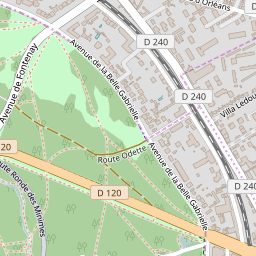 d'Orléans
Avenue de la Belle Gabrielle
D 240
Avenue de Fontenay
D 240
Villa Ledou
Route Odette
Avenue de la Belle Gabrielle
120
D 120
Route Ronde des Minimes
D 240